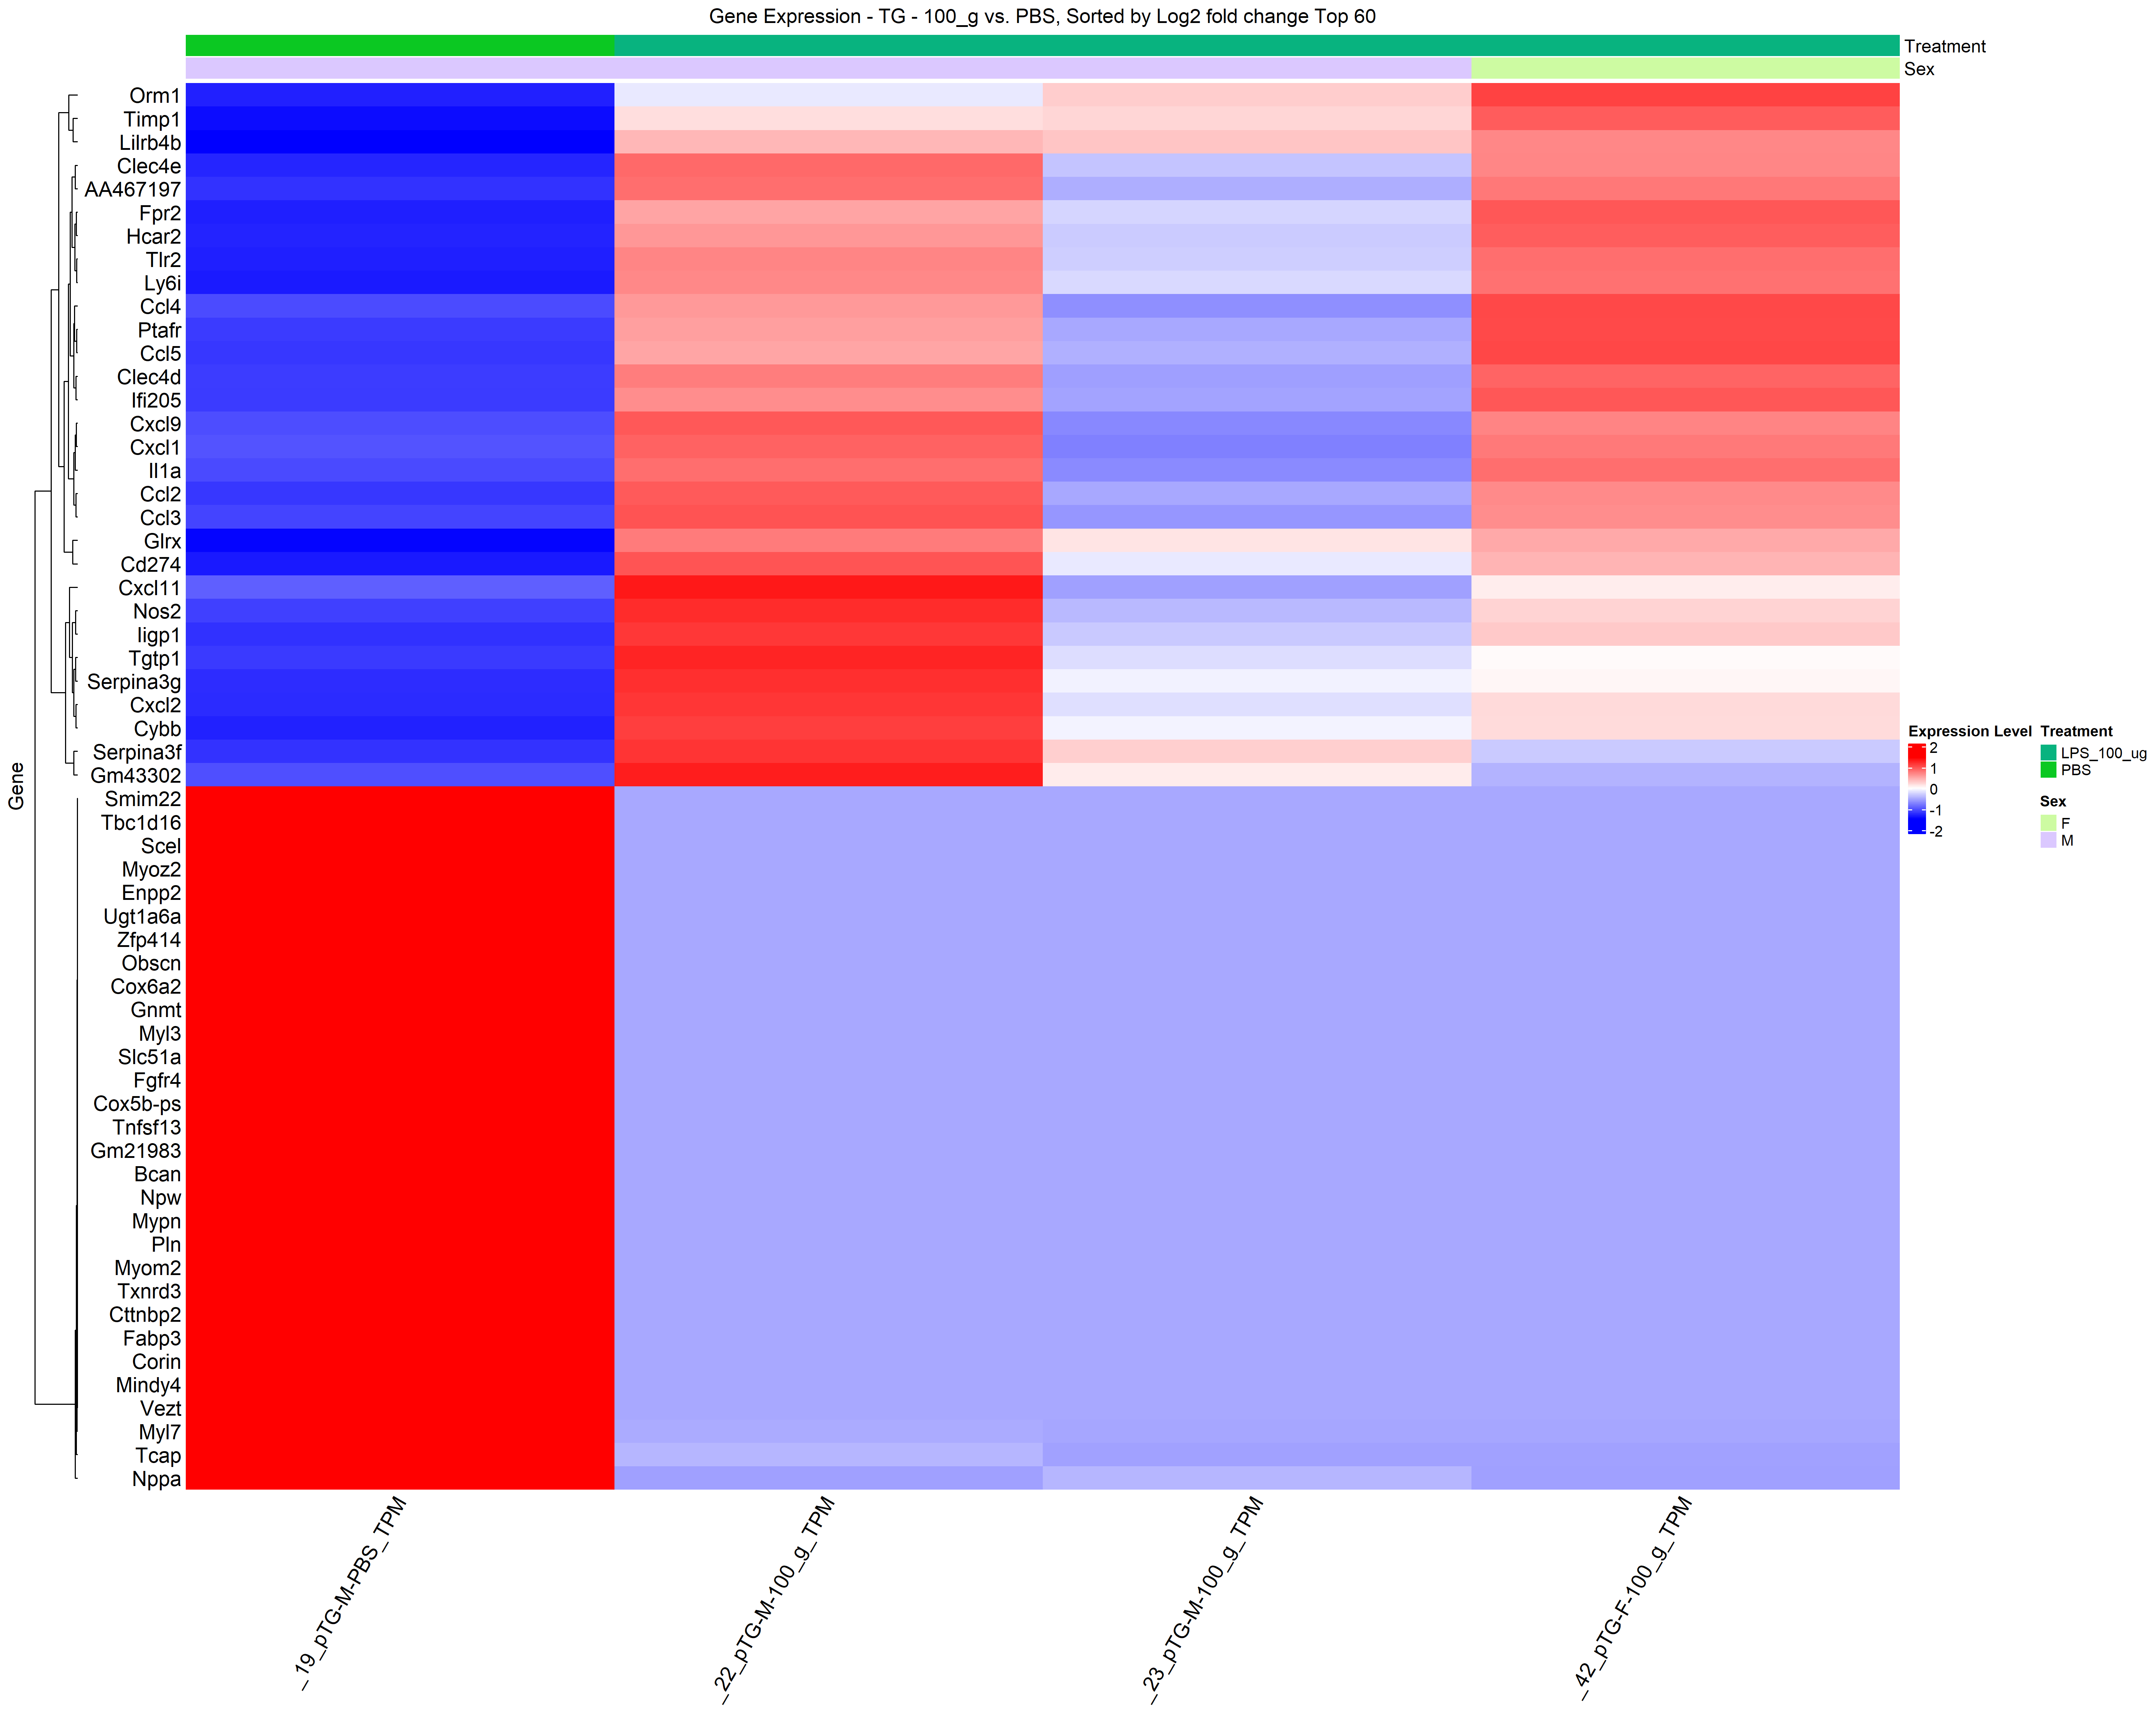 Gene Expression - TG - 100_g vs. PBS, Sorted by Log2 fold change Top 60
Treatment
Sex
Orm1
Timp1
Lilrb4b
Clec4e
AA467197
Fpr2
Hcar2
Tlr2
Ly6i
Ccl4
Ptafr
Ccl5
Clec4d
Ifi205
Cxcl9
Cxcl1
Il1a
Ccl2
Ccl3
Glrx
Cd274
Cxcl11
Nos2
Iigp1
Tgtp1
Serpina3g
Cxcl2
Cybb
Serpina3f
Gm43302
Smim22
Tbc1d16
Scel
Myoz2
Enpp2
Ugt1a6a
Zfp414
Obscn
Cox6a2
Gnmt
Myl3
Slc51a
Fgfr4
Cox5b-ps
Tnfsf13
Gm21983
Bcan
Npw
Mypn
Pln
Myom2
Txnrd3
Cttnbp2
Fabp3
Corin
Mindy4
Vezt
Myl7
Tcap
Nppa
Gene
Expression Level
2
1
0
-1
-2
Treatment
LPS_100_ug
PBS
Sex
F
M
_19_pTG-M-PBS_TPM
_22_pTG-M-100_g_TPM
_23_pTG-M-100_g_TPM
_42_pTG-F-100_g_TPM